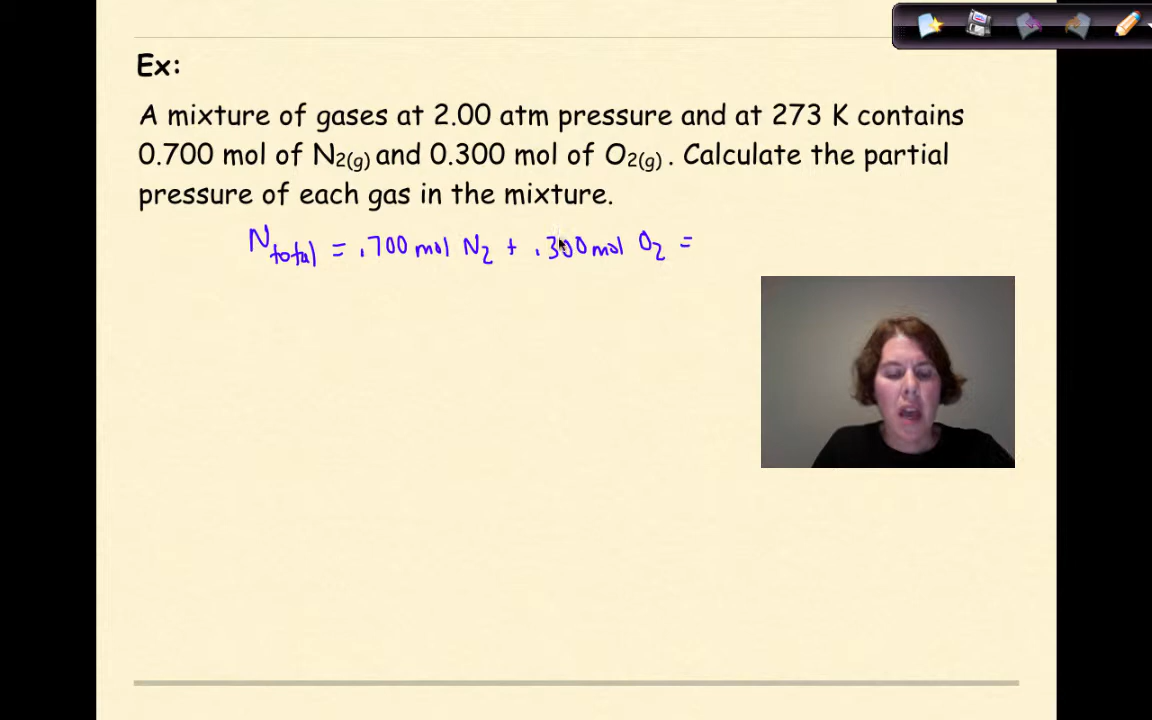 Ex:
A mixture of gases at 2.00 atm pressure and at 273 K contains
0.700 mol of N2(g) and 0.300 mol of O2(g) . Calculate the partial
pressure of each gas in the mixture.
Ntotal = .700 mol N2 + .300 mol O2 =